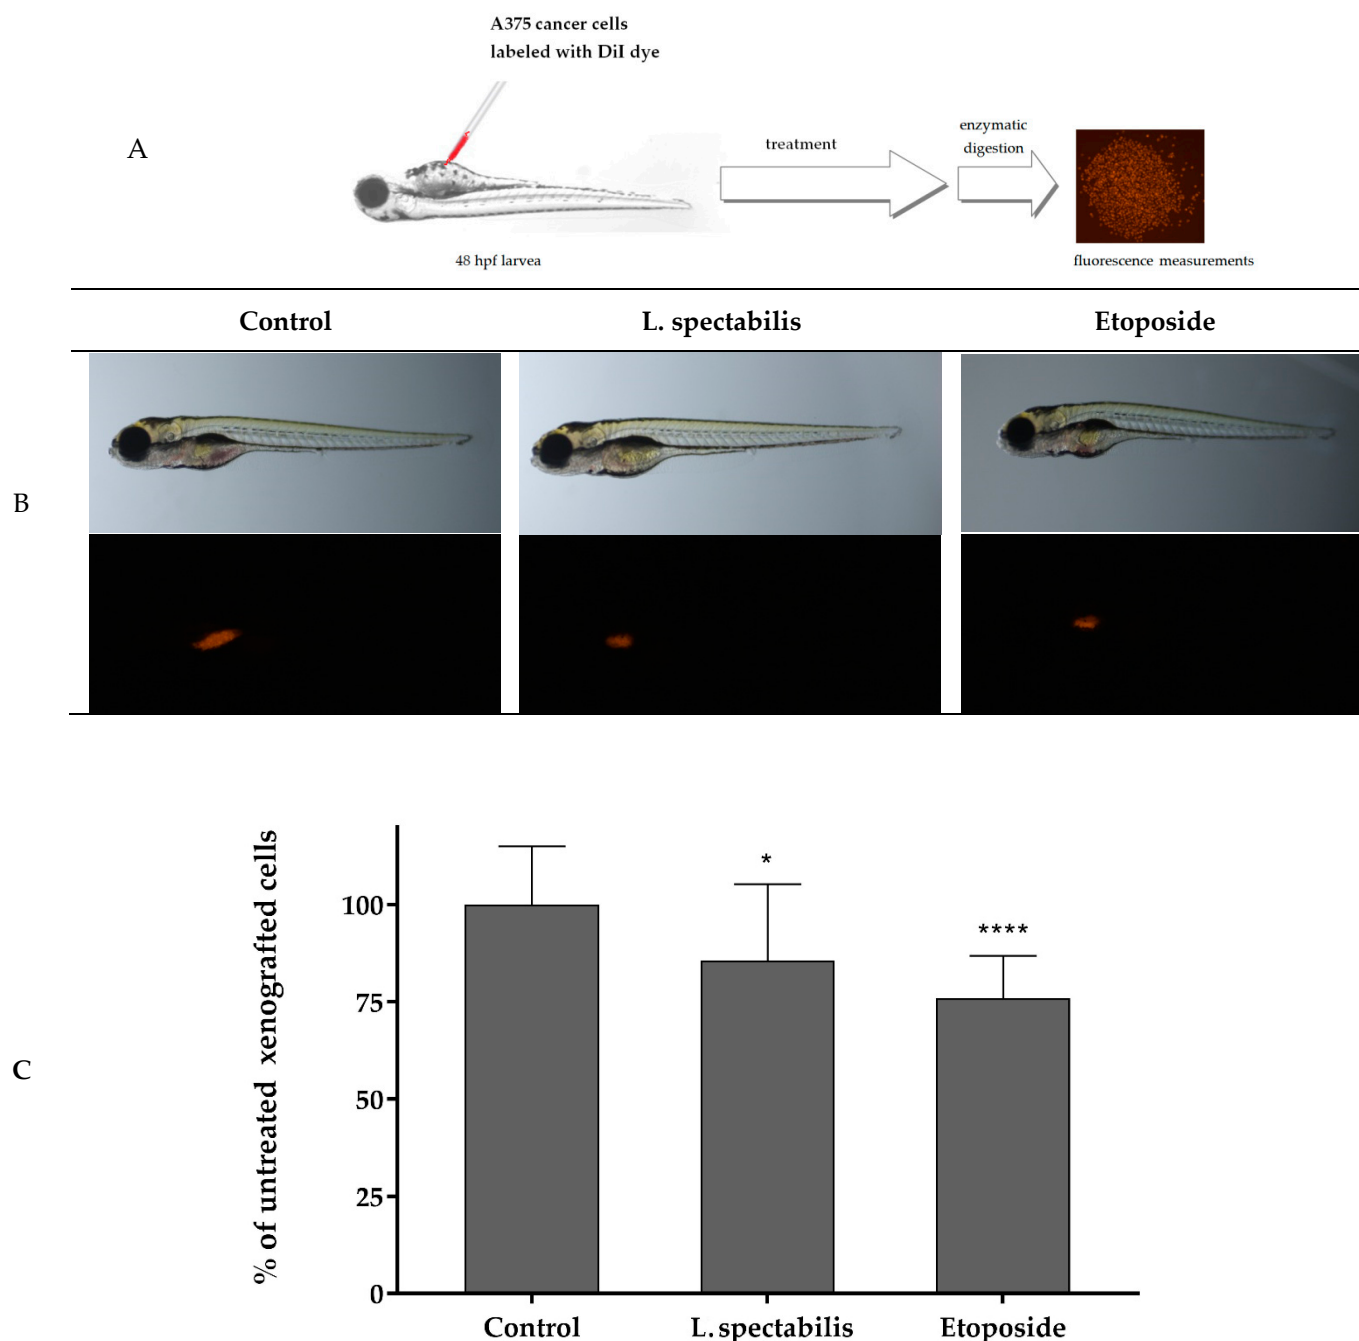 A375 cancer cells
labeled with DiI dye
A
treatment
enzymatic
digestion
48 hpf larvea
fluorescence measurements
Control
L. spectabilis
Etoposide
B
C
% of untreated xenografted cells
100
75
50
25
0
*
****
Control
L. spectabilis
Etoposide